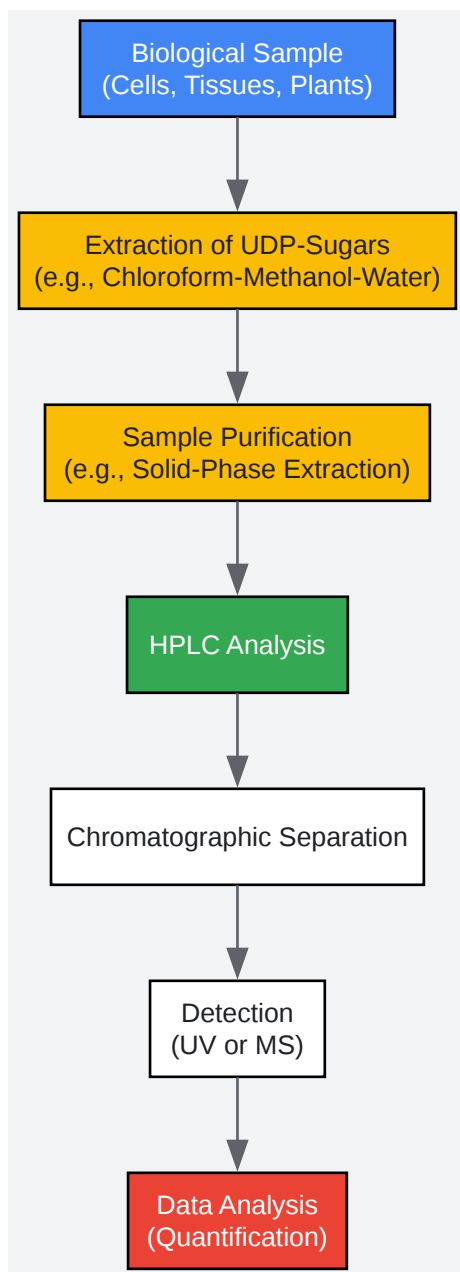 Biological Sample
(Cells, Tissues, Plants)
Extraction of UDP-Sugars
(e.g., Chloroform-Methanol-Water)
Sample Purification
(e.g., Solid-Phase Extraction)
HPLC Analysis
Chromatographic Separation
Detection
(UV or MS)
Data Analysis
(Quantification)